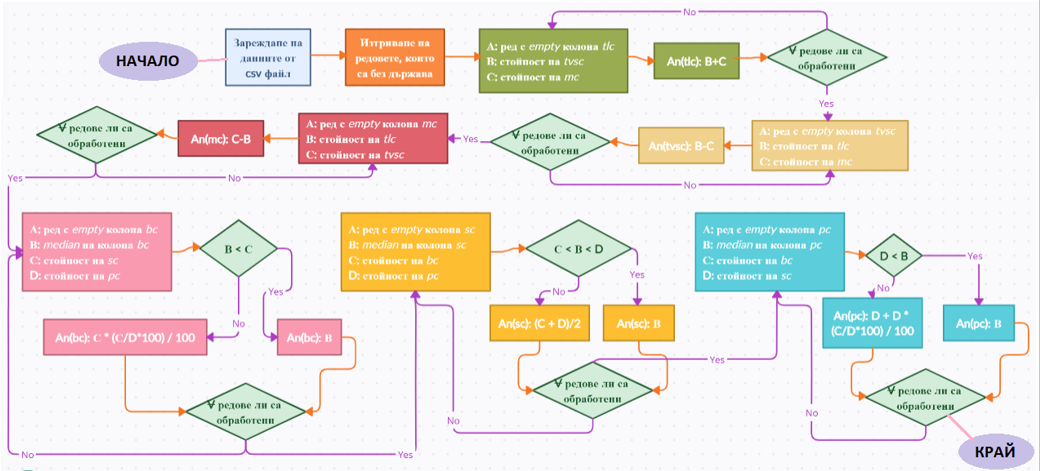 No
НАЧАЛО
Зареждане на
данните от
CSV файл
Изтриване на
редовете, които
са без държава
A: ред с empty колона tlc
B: стойност на tvsc
C: стойност на mc
An(tlc): B+C
∀ редове ли са
обработени
Yes
∀ редове ли са
обработени
An(mc): C-B
A: ред с empty колона mc
B: стойност на tlc
C: стойност на tvsc
Yes
∀ редове ли са
обработени
An(tvsc): B-C
A: ред с empty колона tvsc
B: стойност на tlc
C: стойност на mc
Yes
No
No
A: ред с empty колона bc
B: median на колона bc
C: стойност на sc
D: стойност на pc
B < C
Yes
No
An(bc): C * (C/D*100) / 100
An(bc): B
∀ редове ли са
обработени
No
Yes
A: ред с empty колона sc
B: median на колона sc
C: стойност на bc
D: стойност на pc
C < B < D
No
Yes
An(sc): (C + D)/2
An(sc): B
∀ редове ли са
обработени
No
Yes
A: ред с empty колона pc
B: median на колона pc
C: стойност на bc
D: стойност на sc
D < B
Yes
No
An(pc): D + D *
(C/D*100) / 100
An(pc): B
∀ редове ли са
обработени
No
КРАЙ